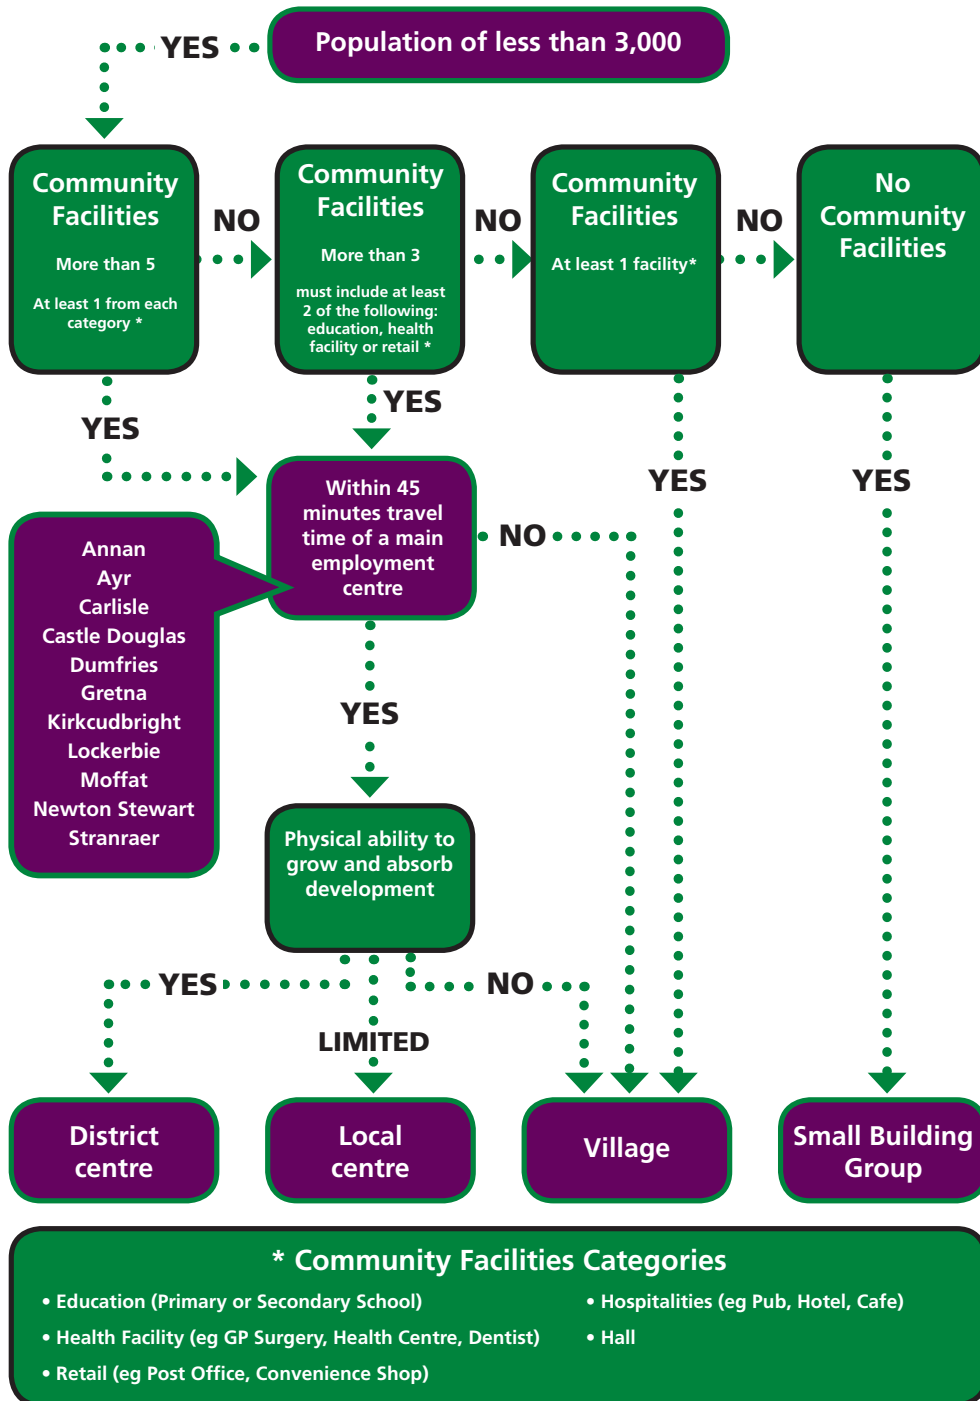 Population of less than 3,000
YES
Community
Facilities
More than 5
At least 1 from each
category *
NO
Community
Facilities
More than 3
must include at least
2 of the following:
education, health
facility or retail *
NO
Community
Facilities
At least 1 facility*
NO
No
Community
Facilities
YES
YES
YES
YES
Within 45
minutes travel
time of a main
employment
centre
NO
Annan
Ayr
Carlisle
Castle Douglas
Dumfries
Gretna
Kirkcudbright
Lockerbie
Moffat
Newton Stewart
Stranraer
YES
Physical ability to
grow and absorb
development
YES
LIMITED
NO
District
centre
Local
centre
Village
Small Building
Group
* Community Facilities Categories
• Education (Primary or Secondary School)
• Health Facility (eg GP Surgery, Health Centre, Dentist)
• Retail (eg Post Office, Convenience Shop)
• Hospitalities (eg Pub, Hotel, Cafe)
• Hall